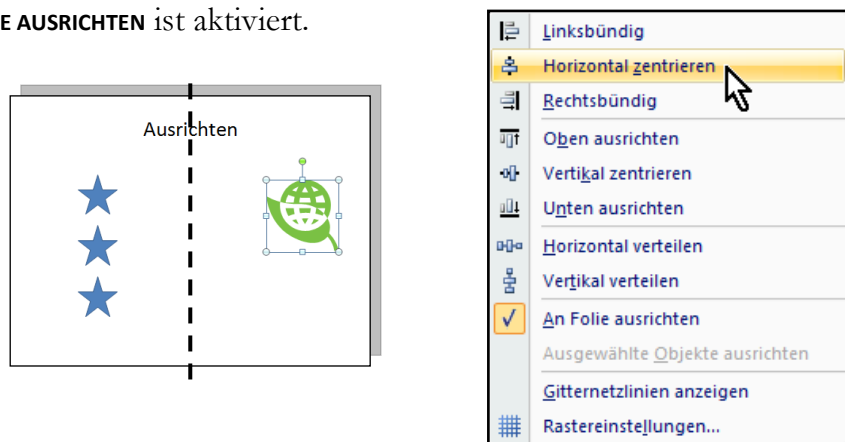 E AUSRICHTEN ist aktiviert.
Ausrichten
Linksbündig
Horizontal zentrieren
Rechtsbündig
Oben ausrichten
Vertikal zentrieren
Unten ausrichten
Horizontal verteilen
Vertikal verteilen
An Folie ausrichten
Ausgewählte Objekte ausrichten
Gitternetzlinien anzeigen
Rastereinstellungen...